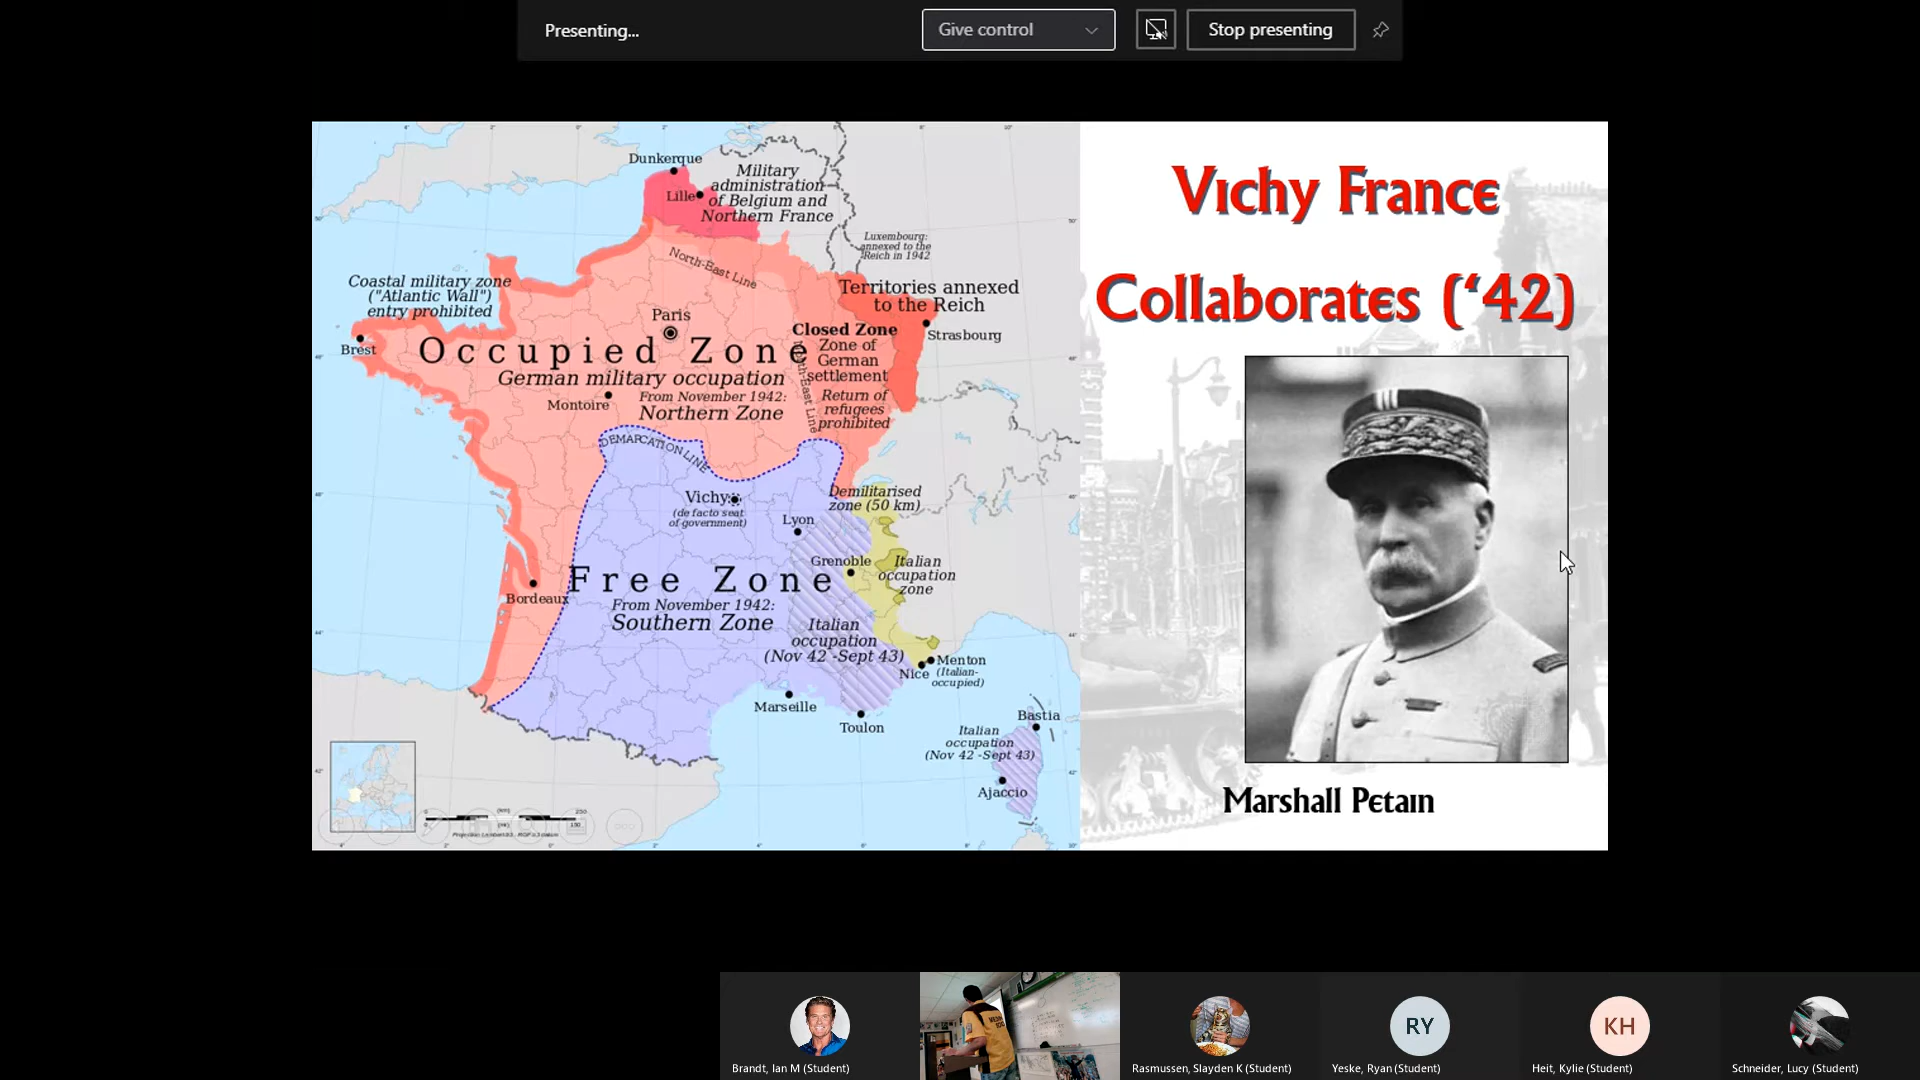 Presenting...
Give control
Stop presenting
Vichy France
Collaborates (‘42)
Marshall Petain
Dunkerque
Lille
Military
administration
of Belgium and
Northern France
Luxembourg:
annexed to the
Reich in 1942
North-East Line
Coastal military zone
("Atlantic Wall")
entry prohibited
Territories annexed
to the Reich
Paris
Closed Zone
Zone of
German
settlement
Return of
refugees
prohibited
Strasbourg
Brest
Occupied Zone
German military occupation
From November 1942:
Northern Zone
Montoire
North-East Line
DEMARCATION LINE
Vichy
(de facto seat
of government)
Lyon
Demilitarised
zone (50 km)
Grenoble
Italian
occupation
zone
Bordeaux
Free Zone
From November 1942:
Southern Zone
Italian
occupation
(Nov 42 -Sept 43)
Menton
(Italian-
occupied)
Nice
Marseille
Toulon
Bastia
Italian
occupation
(Nov 42 -Sept 43)
Ajaccio
RY
KH
Brandt, Ian M (Student)
Rasmussen, Slayden K (Student)
Yeske, Ryan (Student)
Heit, Kylie (Student)
Schneider, Lucy (Student)